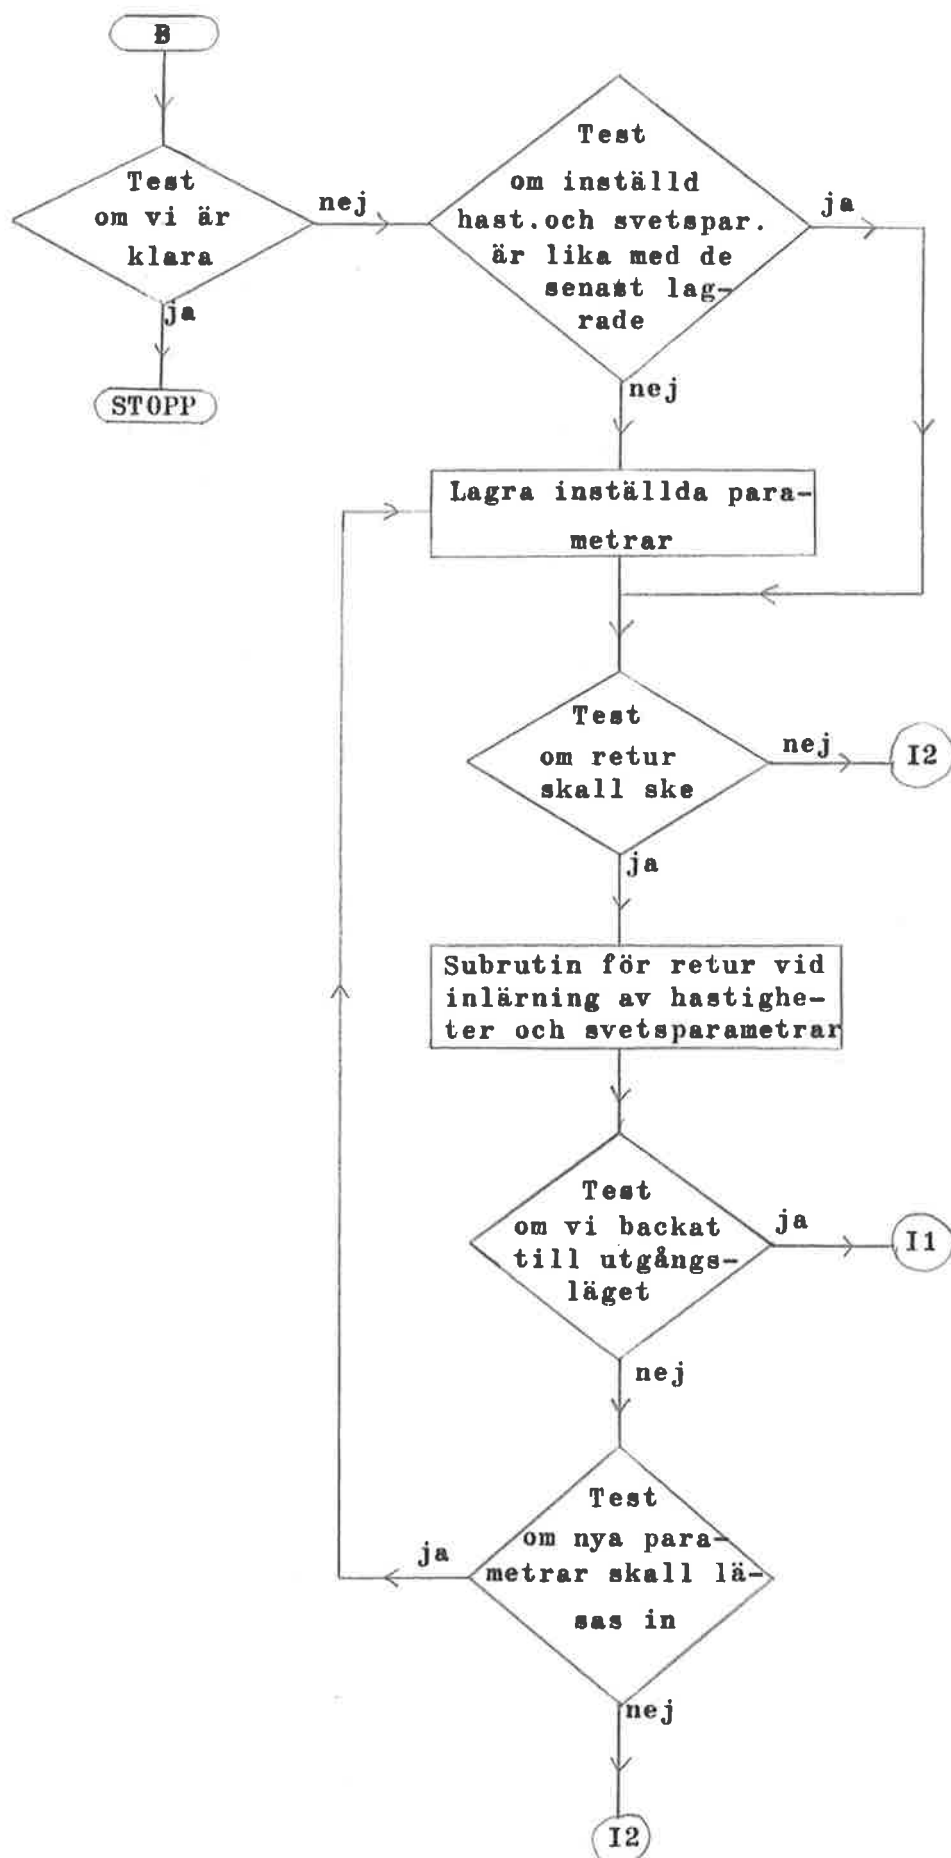 B
Test
om vi är
klara
nej
ja
STOPP
Test
om inställd
hast.och svetspar.
är lika med de
senast lag-
rade
ja
nej
Lagra inställda para-
metrar
Test
om retur
skall ske
nej
I2
ja
Subrutin för retur vid
inlärning av hastighe-
ter och svetsparametrar
Test
om vi backat
till utgångs-
läget
ja
I1
nej
Test
om nya para-
metrar skall lä-
sas in
ja
nej
I2